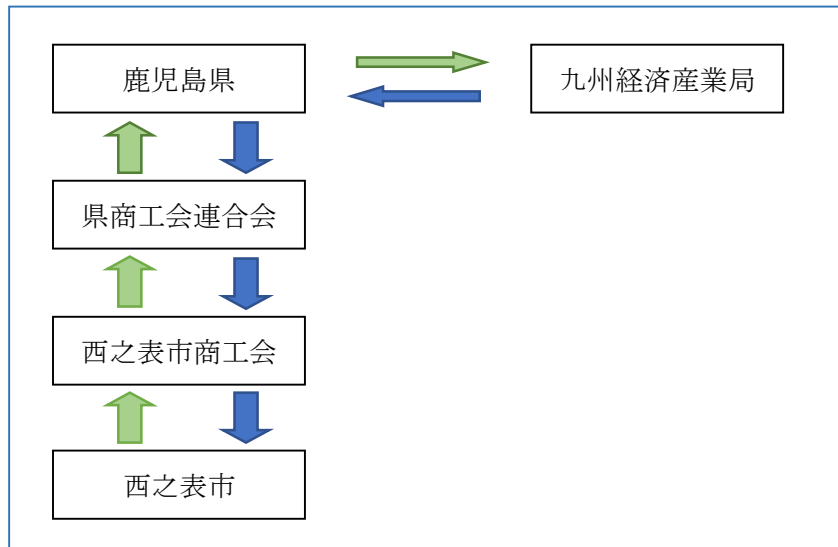 鹿児島県
九州経済産業局
県商工会連合会
西之表市商工会
西之表市